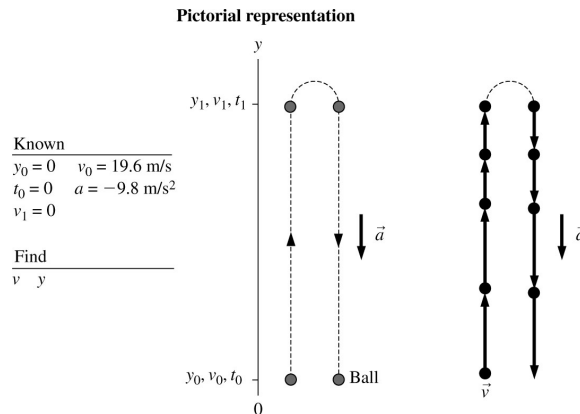 Pictorial representation
y
y₁, v₁, t₁
Known
y₀ = 0 v₀ = 19.6 m/s
t₀ = 0 a = −9.8 m/s²
v₁ = 0
a⃗
a⃗
Find
v y
y₀, v₀, t₀
Ball
v⃗
0